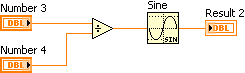 Number 3
DBL
Number 4
DBL
Sine
SIN
Result 2
DBL